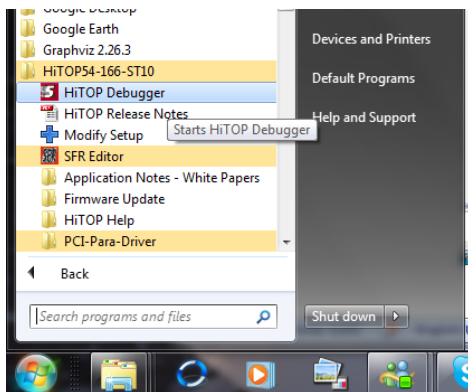 Google Desktop
Google Earth
Graphviz 2.26.3
HiTOP54-166-ST10
HiTOP Debugger
HiTOP Release Notes
Starts HiTOP Debugger
Modify Setup
SFR Editor
Application Notes - White Papers
Firmware Update
HiTOP Help
PCI-Para-Driver
Back
Search programs and files
Devices and Printers
Default Programs
Help and Support
Shut down